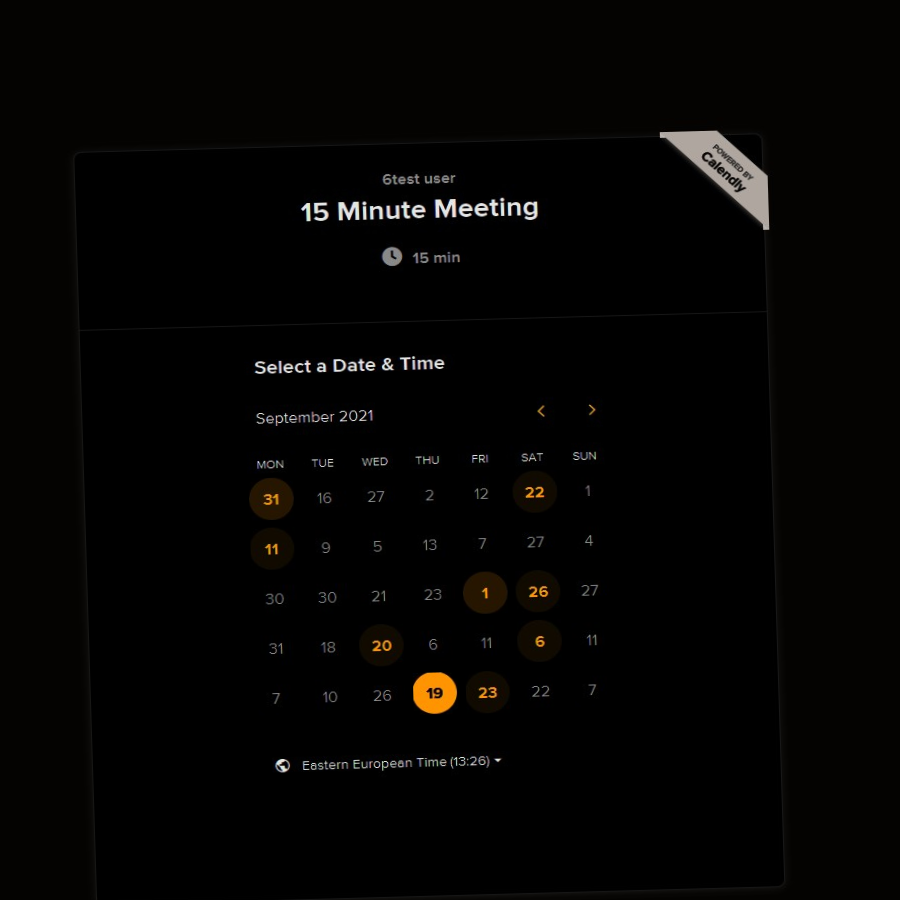 POWERED BY
Calendly
6test user
15 Minute Meeting
15 min
Select a Date & Time
September 2021
MON TUE WED THU FRI SAT SUN
31 16 27 2 12 22 1
11 9 5 13 7 27 4
30 30 21 23 1 26 27
31 18 20 6 11 6 11
7 10 26 19 23 22 7
Eastern European Time (13:26)